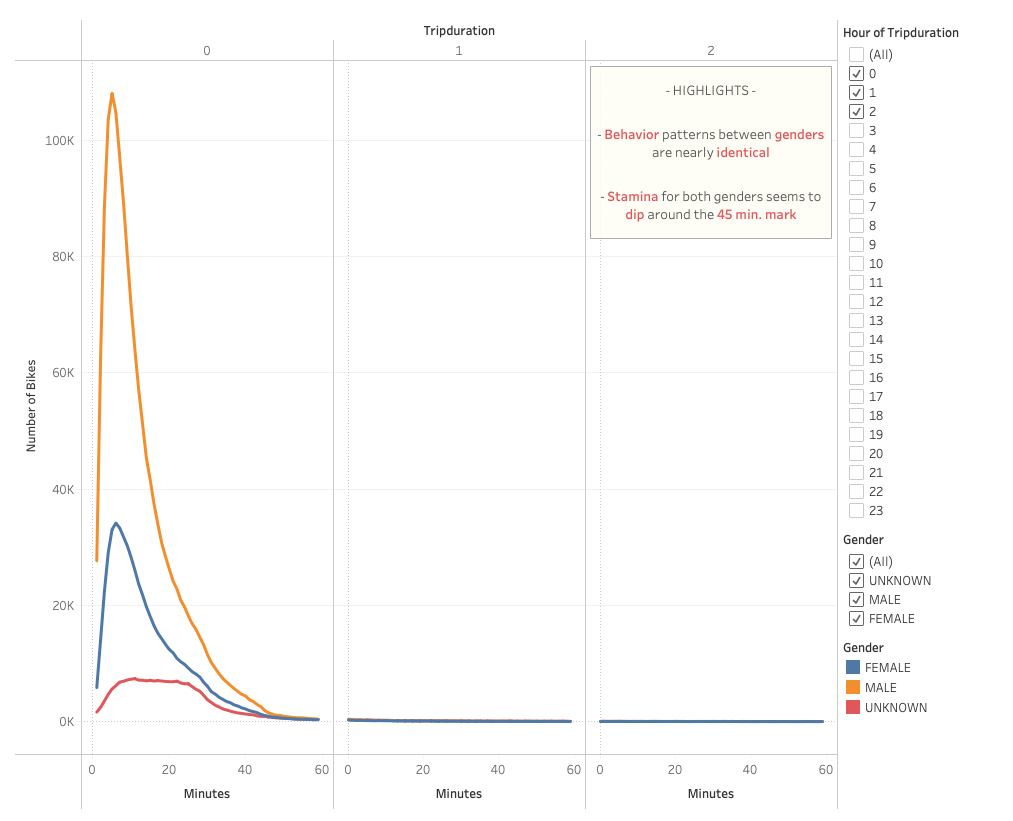 Tripduration
0
1
2
- HIGHLIGHTS -
- Behavior patterns between genders
are nearly identical
- Stamina for both genders seems to
dip around the 45 min. mark
Number of Bikes
100K
80K
60K
40K
20K
0K
0 20 40 60
0 20 40 60
0 20 40 60
Minutes
Minutes
Minutes
Hour of Tripduration
(All)
0
1
2
3
4
5
6
7
8
9
10
11
12
13
14
15
16
17
18
19
20
21
22
23
Gender
(All)
UNKNOWN
MALE
FEMALE
Gender
FEMALE
MALE
UNKNOWN